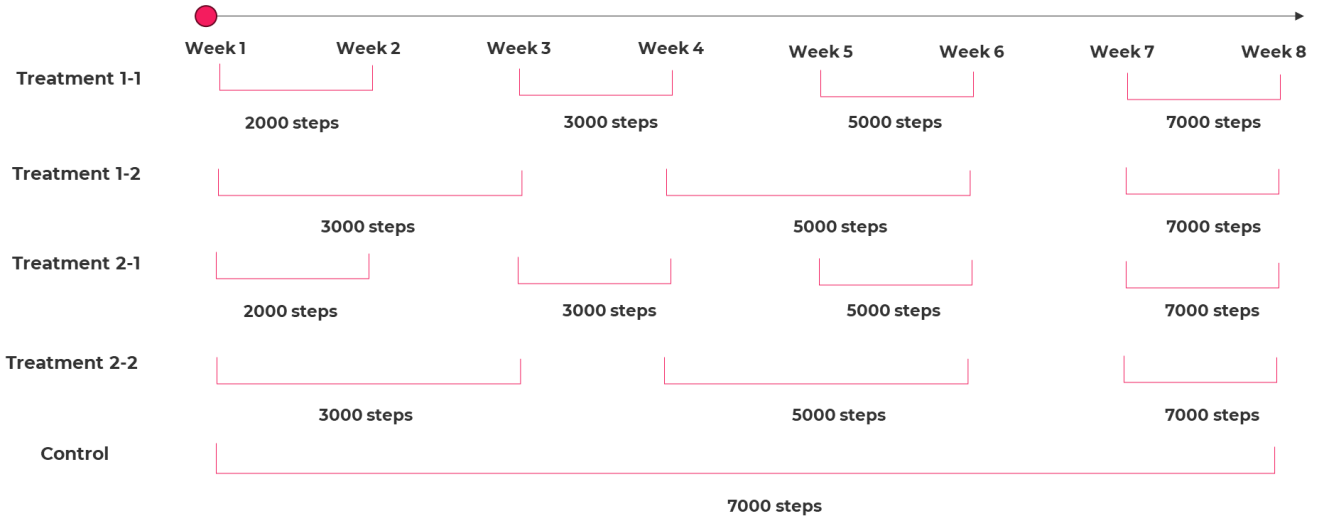 Week 1 Week 2 Week 3 Week 4 Week 5 Week 6 Week 7 Week 8
Treatment 1-1
2000 steps 3000 steps 5000 steps 7000 steps
Treatment 1-2
3000 steps 5000 steps 7000 steps
Treatment 2-1
2000 steps 3000 steps 5000 steps 7000 steps
Treatment 2-2
3000 steps 5000 steps 7000 steps
Control
7000 steps